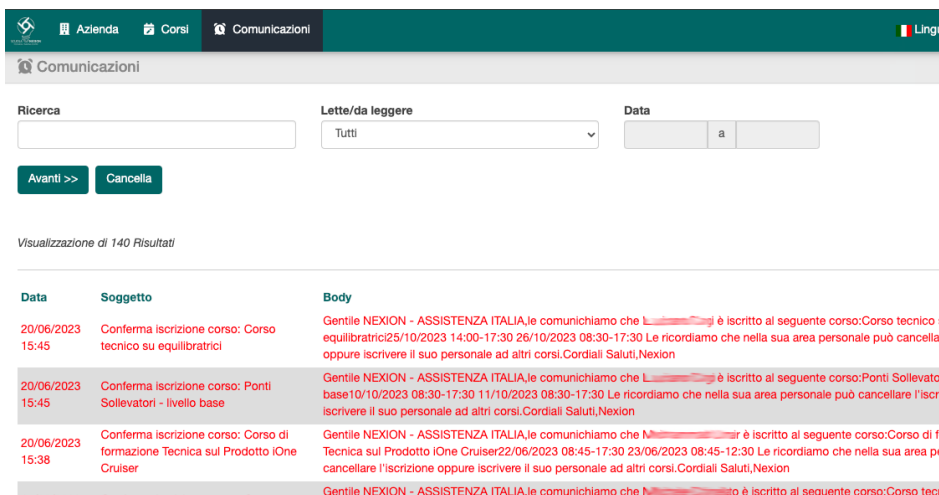 Azienda
Corsi
Comunicazioni
Lingu
Comunicazioni
Ricerca
Lette/da leggere
Data
Tutti
a
Avanti >>
Cancella
Visualizzazione di 140 Risultati
Data
Soggetto
Body
20/06/2023
15:45
Conferma iscrizione corso: Corso
tecnico su equilibratrici
Gentile NEXION - ASSISTENZA ITALIA,le comunichiamo che è iscritto al seguente corso:Corso tecnico
equilibratrici25/10/2023 14:00-17:30 26/10/2023 08:30-17:30 Le ricordiamo che nella sua area personale può cancella
oppure iscrivere il suo personale ad altri corsi.Cordiali Saluti,Nexion
20/06/2023
15:45
Conferma iscrizione corso: Ponti
Sollevatori - livello base
Gentile NEXION - ASSISTENZA ITALIA,le comunichiamo che è iscritto al seguente corso:Ponti Sollevato
base10/10/2023 08:30-17:30 11/10/2023 08:30-17:30 Le ricordiamo che nella sua area personale può cancellare l'iscr
iscrivere il suo personale ad altri corsi.Cordiali Saluti,Nexion
20/06/2023
15:38
Conferma iscrizione corso: Corso di
formazione Tecnica sul Prodotto iOne
Cruiser
Gentile NEXION - ASSISTENZA ITALIA,le comunichiamo che è iscritto al seguente corso:Corso di f
Tecnica sul Prodotto iOne Cruiser22/06/2023 08:45-17:30 23/06/2023 08:45-12:30 Le ricordiamo che nella sua area pe
cancellare l'iscrizione oppure iscrivere il suo personale ad altri corsi.Cordiali Saluti,Nexion
Gentile NEXION - ASSISTENZA ITALIA,le comunichiamo che è iscritto al seguente corso:Corso tec